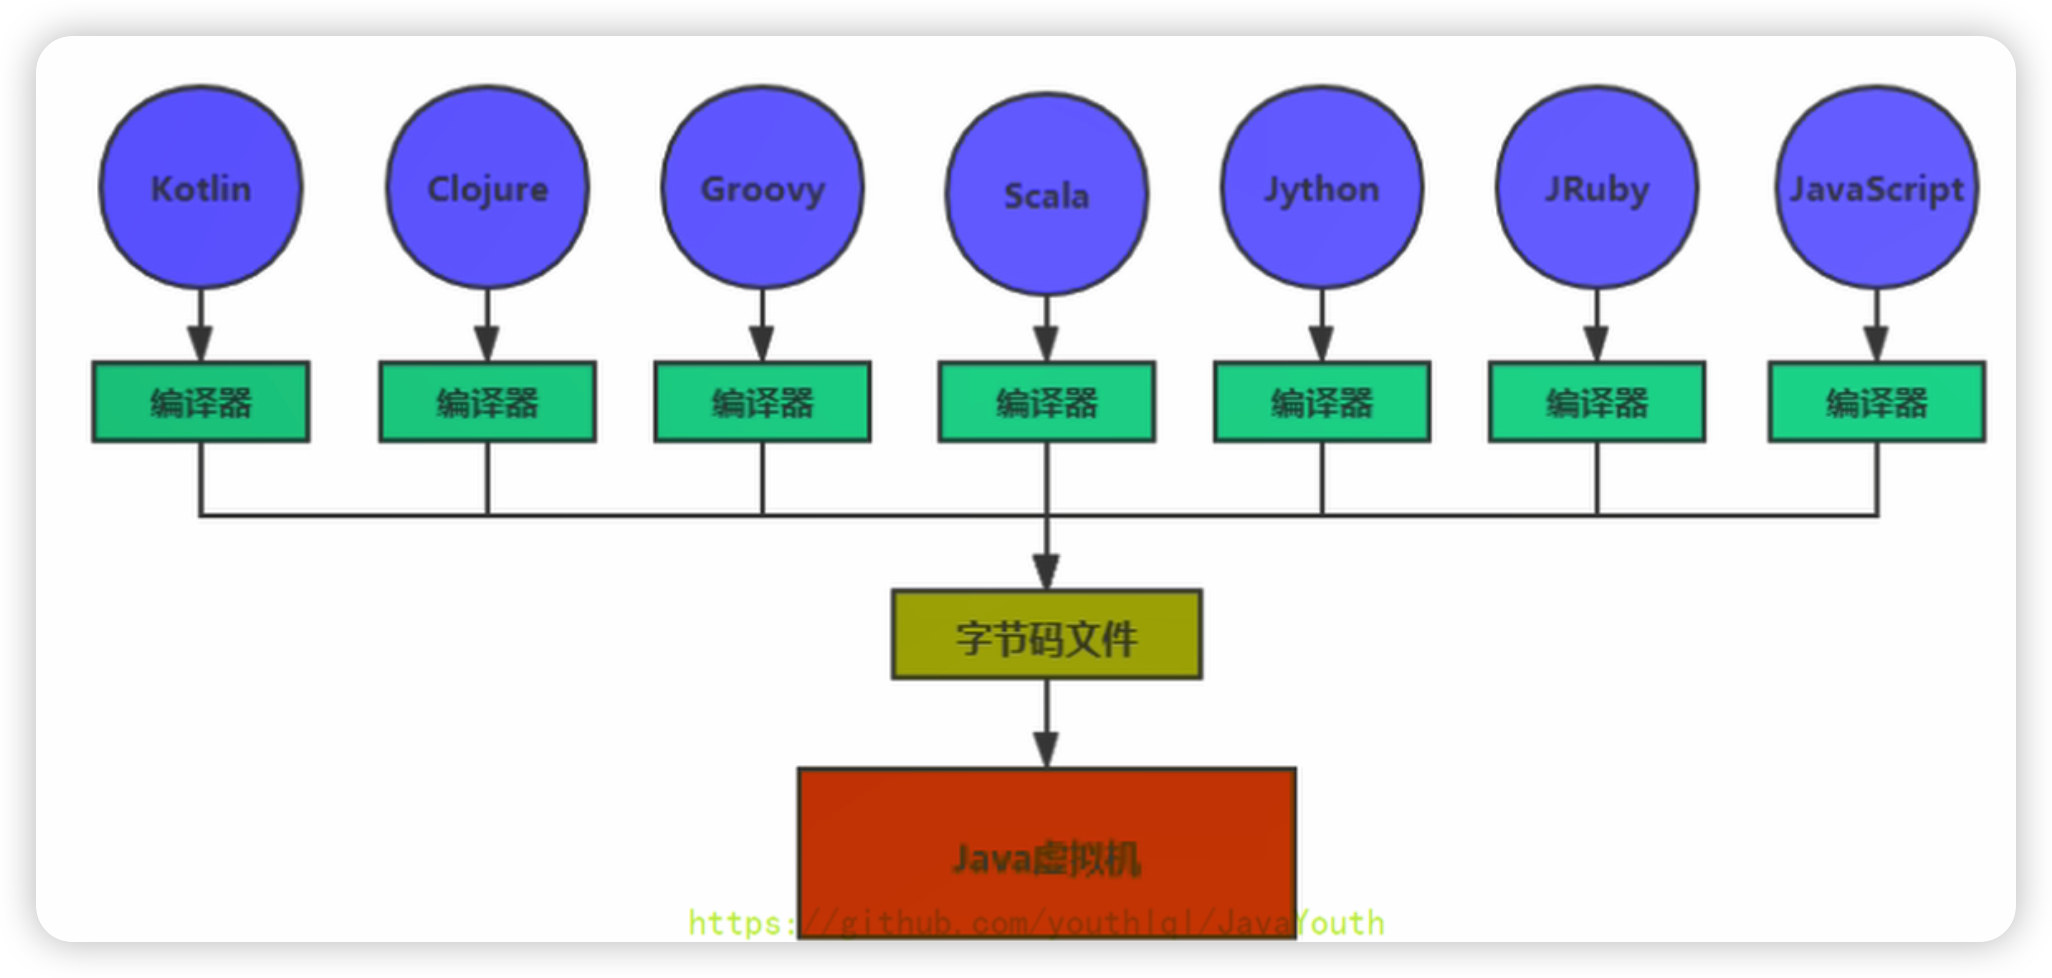 Kotlin
Clojure
Groovy
Scala
Jython
JRuby
JavaScript
编译器
编译器
编译器
编译器
编译器
编译器
编译器
字节码文件
Java虚拟机
https://github.com/youthlql/JavaYouth